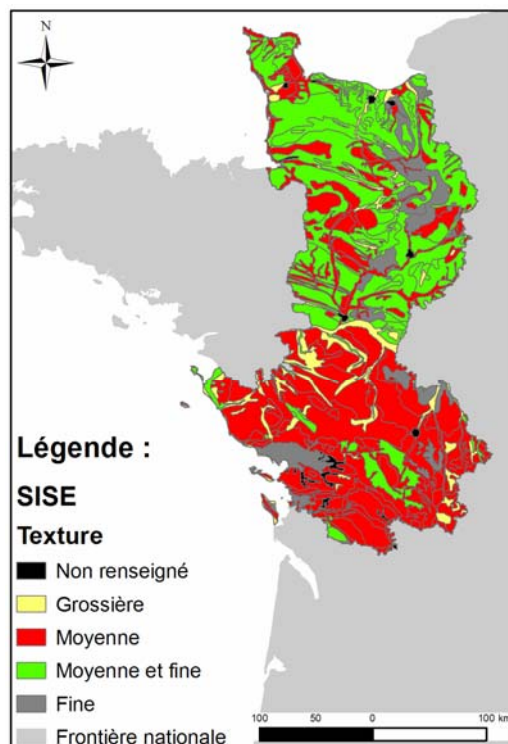 N
Légende :
SISE
Texture
Non renseigné
Grossière
Moyenne
Moyenne et fine
Fine
Frontière nationale
100 50 0 100 km